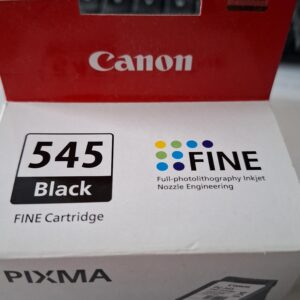 Canon
545
Black
FINE Cartridge
FINE
Full-photolithography Inkjet
Nozzle Engineering
PIXMA